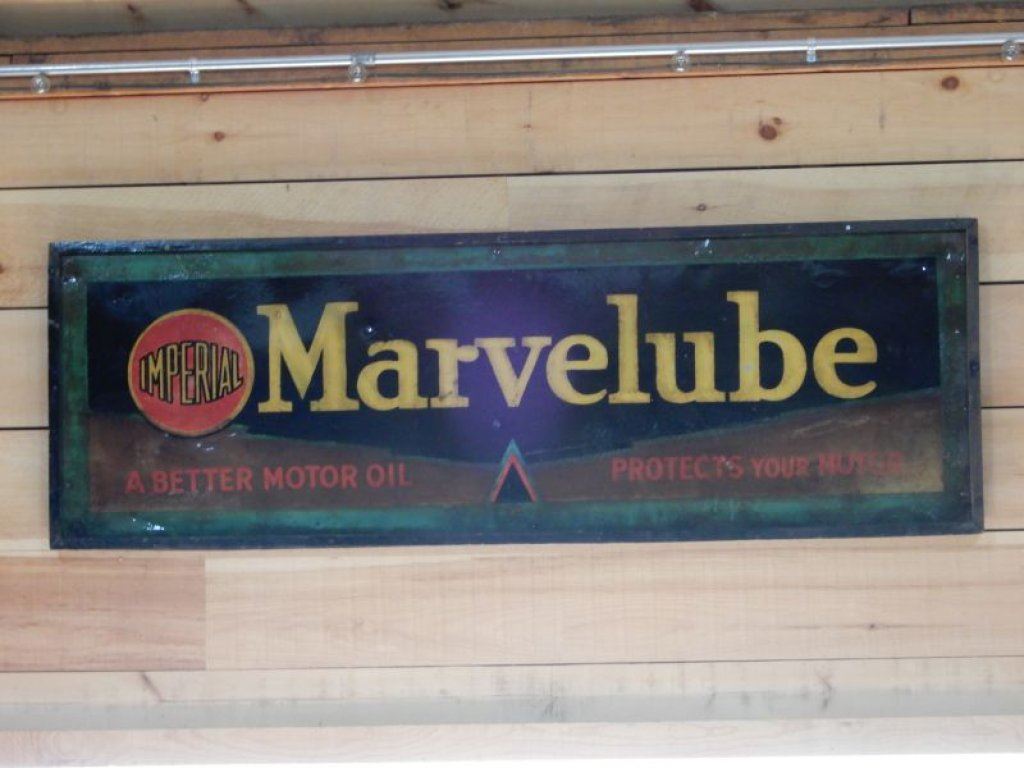 IMPERIAL
Marvelube
A BETTER MOTOR OIL
PROTECTS YOUR MOTOR